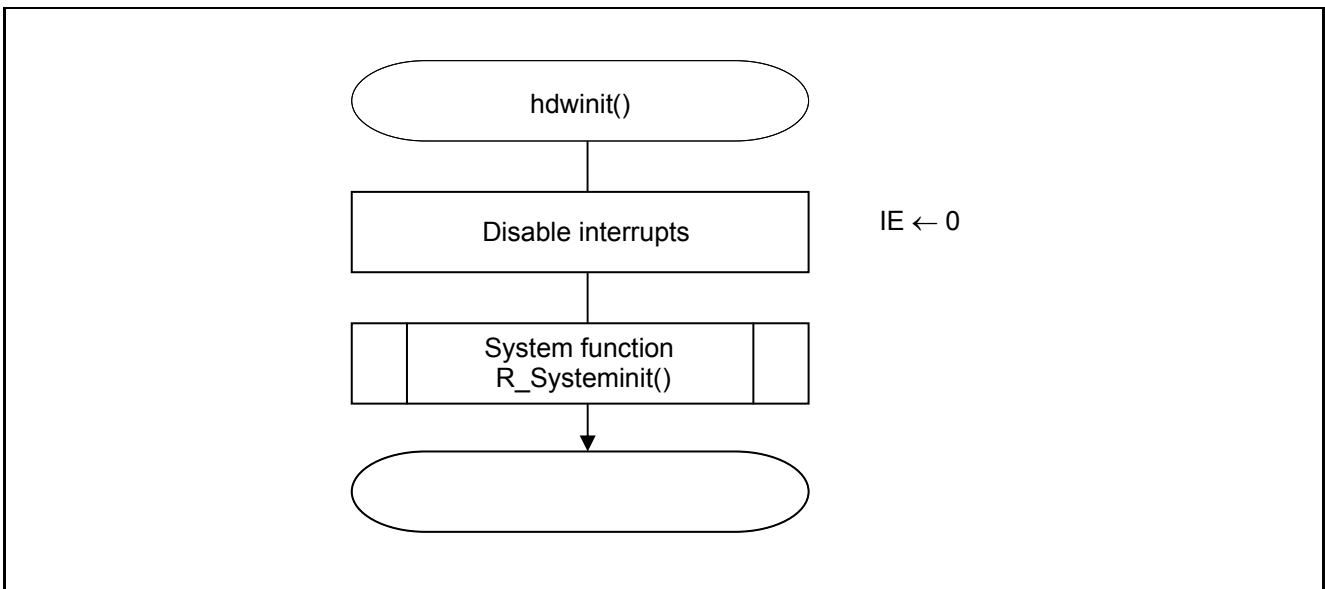 hdwinit()
Disable interrupts
IE ← 0
System function
R_Systeminit()